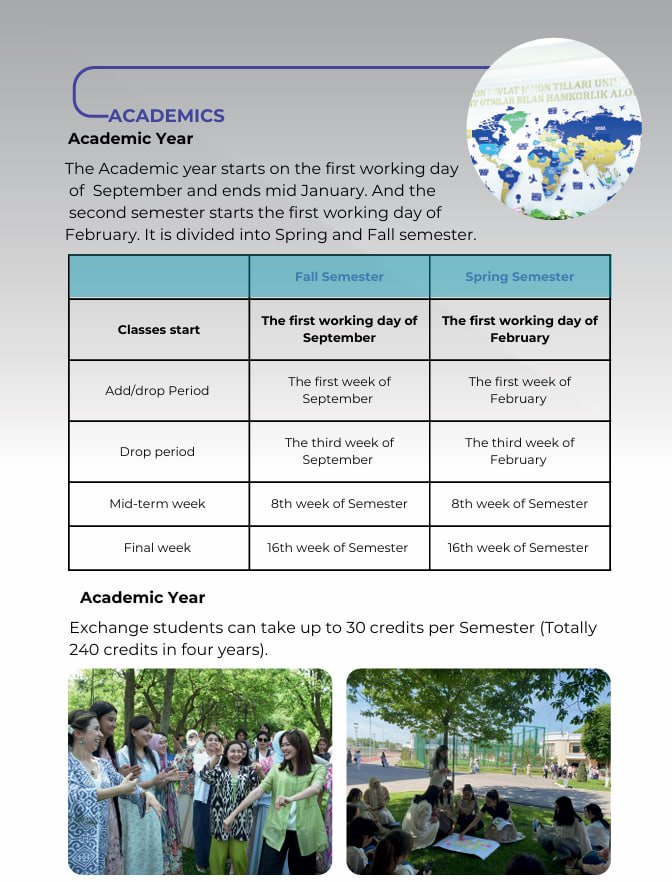 ACADEMICS
Academic Year
The Academic year starts on the first working day
of September and ends mid January. And the
second semester starts the first working day of
February. It is divided into Spring and Fall semester.
Fall Semester
Spring Semester
Classes start
The first working day of
September
The first working day of
February
Add/drop Period
The first week of
September
The first week of
February
Drop period
The third week of
September
The third week of
February
Mid-term week
8th week of Semester
8th week of Semester
Final week
16th week of Semester
16th week of Semester
Academic Year
Exchange students can take up to 30 credits per Semester (Totally
240 credits in four years).
JAHON TILLARI
OTMLAR BILAN HAMKORLIK
RUSSIA